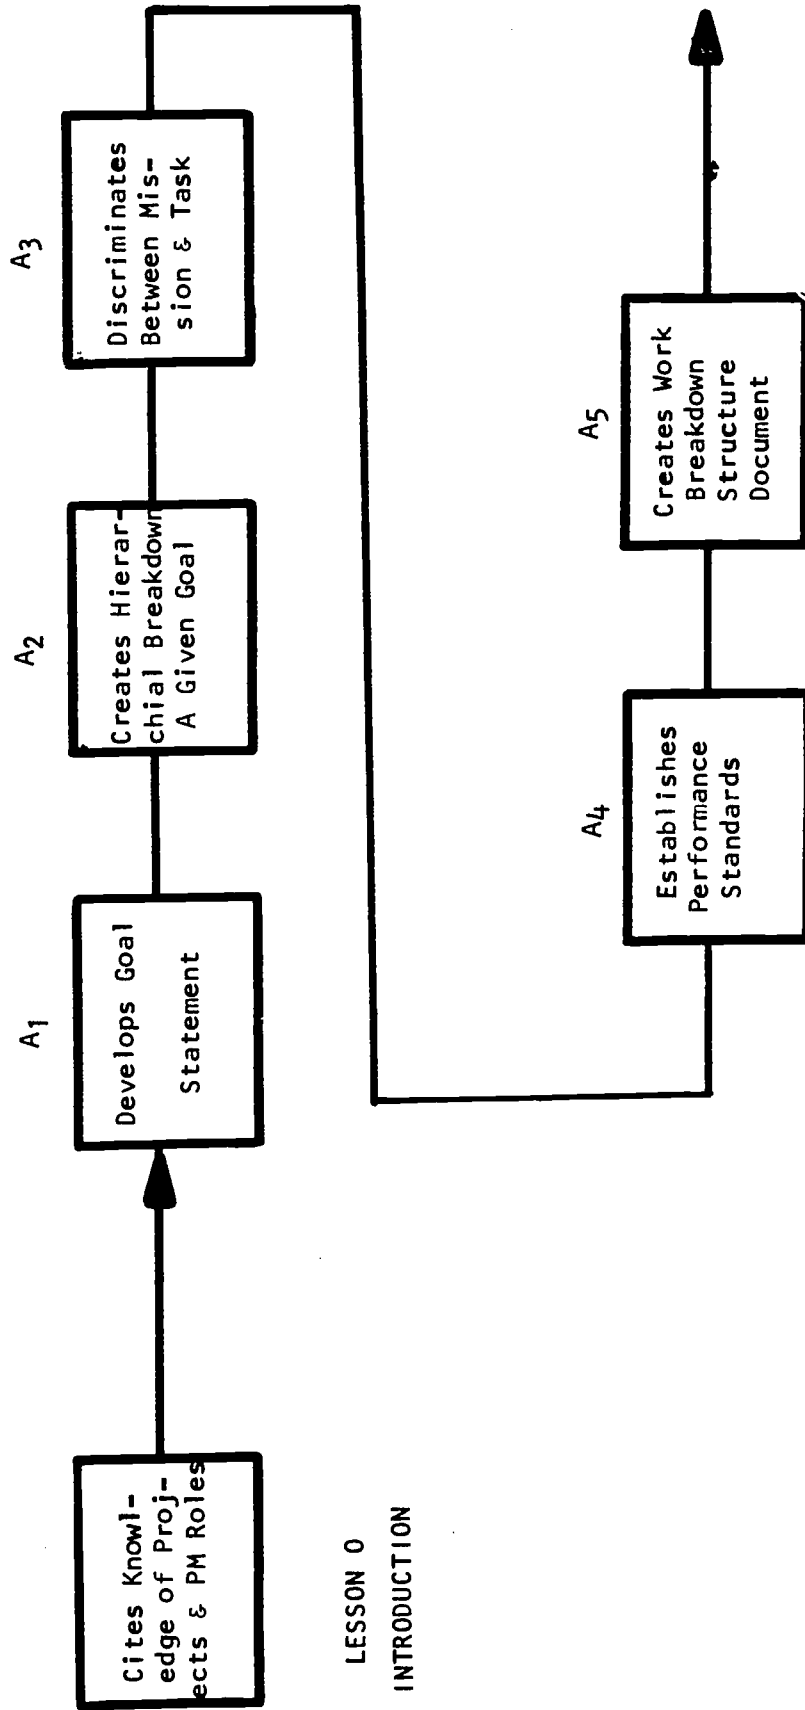 Cites Knowl-
edge of Proj-
ects & PM Roles
LESSON 0
INTRODUCTION
A1
Develops Goal
Statement
A2
Creates Hierar-
chial Breakdown
A Given Goal
A3
Discriminates
Between Mis-
sion & Task
A4
Establishes
Performance
Standards
A5
Creates Work
Breakdown
Structure
Document